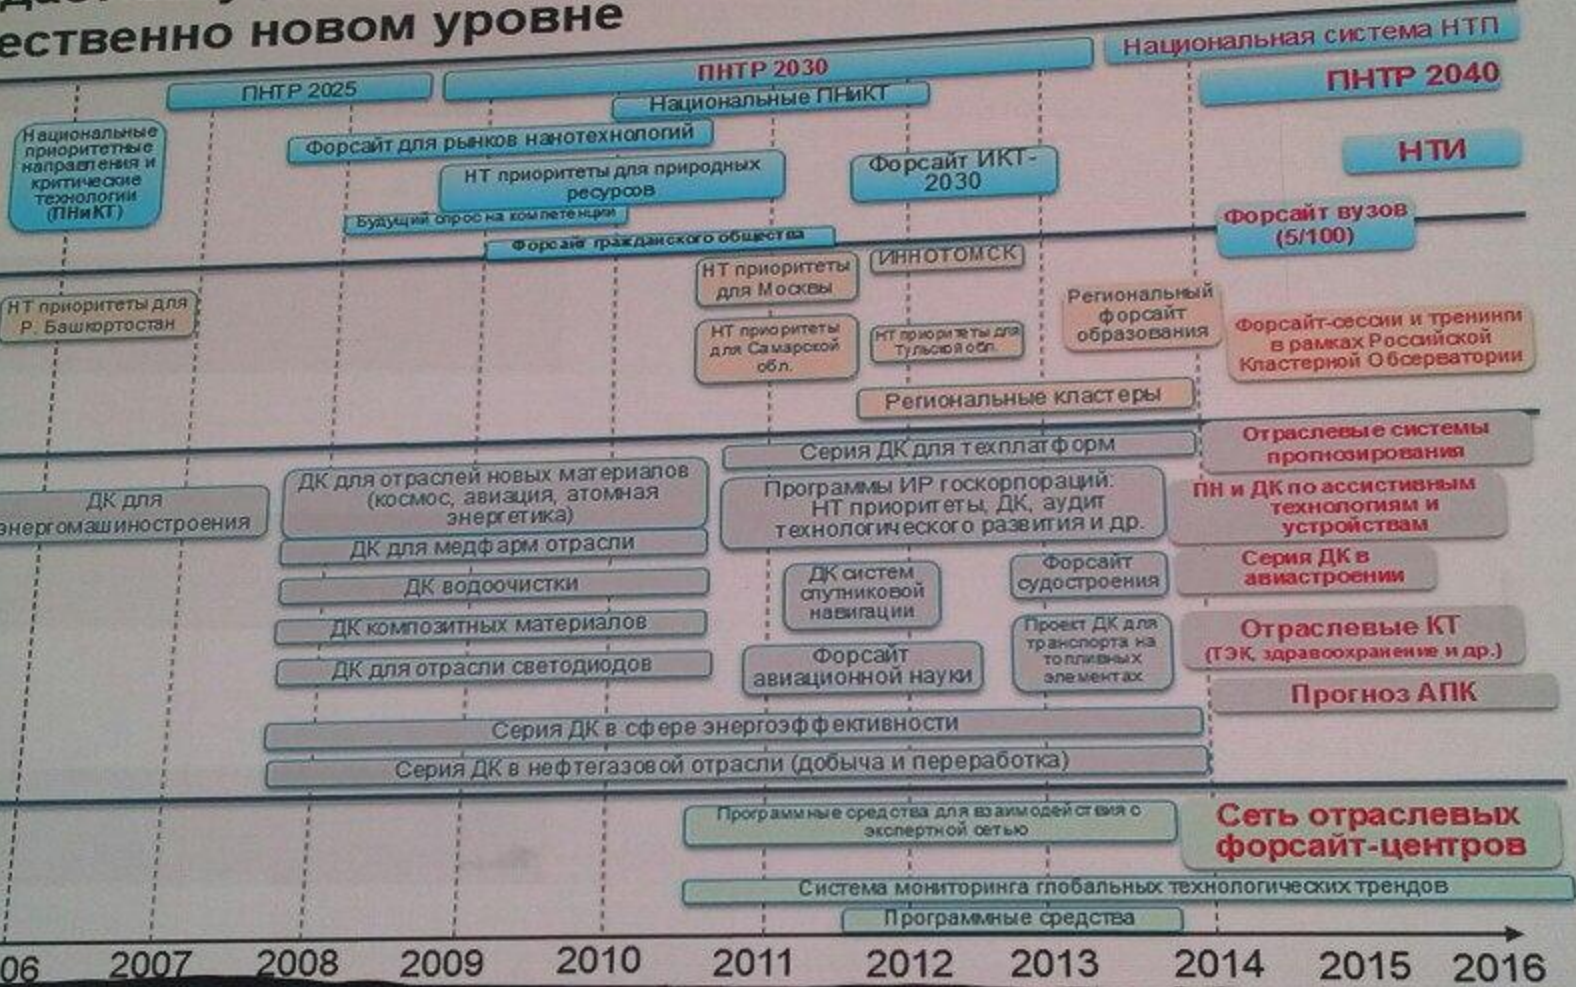 ественно новом уровне
Национальная система НТП
ПНТР 2030
ПНТР 2025
ПНТР 2040
Национальные ПНиКТ
Национальные
приоритетные
направления и
критические
технологии
(ПНиКТ)
Форсайт для рынков нанотехнологий
НТ приоритеты для природных
ресурсов
Форсайт ИКТ-
2030
НТИ
Будущий спрос на компетенции
Форсайт гражданского общества
Форсайт вузов
(5/100)
НТ приоритеты для
Р. Башкортостан
НТ приоритеты
для Москвы
ИННОТОМСК
НТ приоритеты
для Самарской
обл.
НТ приоритеты для
Тульской обл.
Региональный
форсайт
образования
Форсайт-сессии и тренинги
в рамках Российской
Кластерной Обсерватории
Региональные кластеры
Серия ДК для техплатформ
Отраслевые системы
прогнозирования
ДК для
энергомашиностроения
ДК для отраслей новых материалов
(космос, авиация, атомная
энергетика)
Программы ИР госкорпораций:
НТ приоритеты, ДК, аудит
технологического развития и др.
ПН и ДК по ассистивным
технологиям и
устройствам
ДК для медфарм отрасли
ДК водоочистки
ДК композитных материалов
ДК для отрасли светодиодов
ДК систем
спутниковой
навигации
Форсайт
судостроения
Серия ДК в
авиастроении
Форсайт
авиационной науки
Проект ДК для
транспорта на
топливных
элементах
Отраслевые КТ
(ТЭК, здравоохранение и др.)
Прогноз АПК
Серия ДК в сфере энергоэффективности
Серия ДК в нефтегазовой отрасли (добыча и переработка)
Программные средства для взаимодействия с
экспертной сетью
Сеть отраслевых
форсайт-центров
Система мониторинга глобальных технологических трендов
Программные средства
06 2007 2008 2009 2010 2011 2012 2013 2014 2015 2016